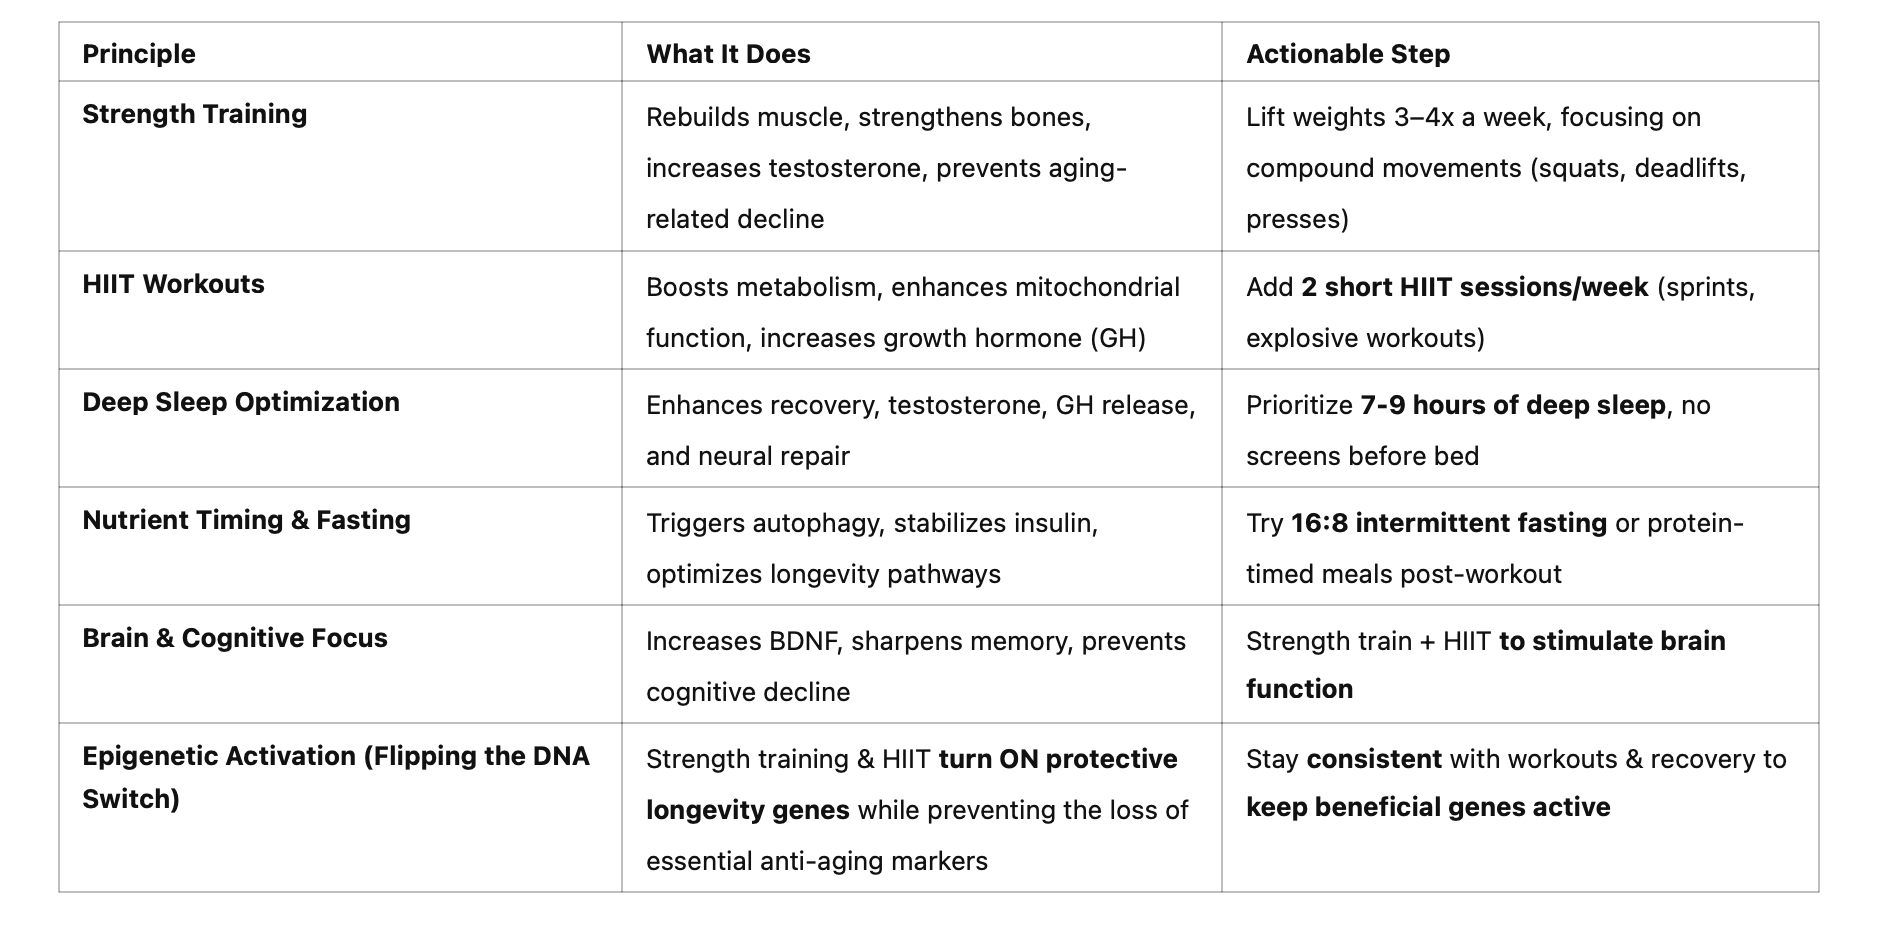 Principle
What It Does
Actionable Step
Strength Training
Rebuilds muscle, strengthens bones,
increases testosterone, prevents aging-
related decline
Lift weights 3–4x a week, focusing on
compound movements (squats, deadlifts,
presses)
HIIT Workouts
Boosts metabolism, enhances mitochondrial
function, increases growth hormone (GH)
Add 2 short HIIT sessions/week (sprints,
explosive workouts)
Deep Sleep Optimization
Enhances recovery, testosterone, GH release,
and neural repair
Prioritize 7-9 hours of deep sleep, no
screens before bed
Nutrient Timing & Fasting
Triggers autophagy, stabilizes insulin,
optimizes longevity pathways
Try 16:8 intermittent fasting or protein-
timed meals post-workout
Brain & Cognitive Focus
Increases BDNF, sharpens memory, prevents
cognitive decline
Strength train + HIIT to stimulate brain
function
Epigenetic Activation (Flipping the DNA
Switch)
Strength training & HIIT turn ON protective
longevity genes while preventing the loss of
essential anti-aging markers
Stay consistent with workouts & recovery to
keep beneficial genes active